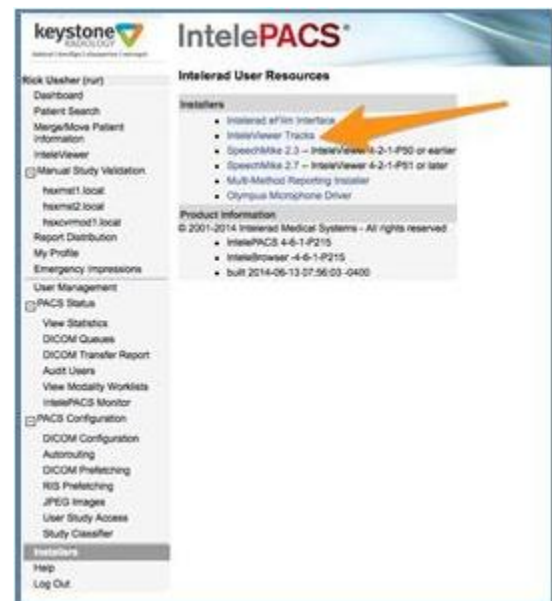 keystone
RADIOLOGY
IntelePACS
Rick Ussher (rur)
Dashboard
Patient Search
Merge/Move Patient
Information
InteleViewer
Manual Study Validation
hsxmst1.local
hsxmst2.local
hsxcvrmod1.local
Report Distribution
My Profile
Emergency Impressions
User Management
PACS Status
View Statistics
DICOM Queues
DICOM Transfer Report
Audit Users
View Modality Worklists
IntelePACS Monitor
PACS Configuration
DICOM Configuration
Autorouting
DICOM Prefetching
RIS Prefetching
JPEG Images
User Study Access
Study Classifier
Installers
Help
Log Out
Intelerad User Resources
Installers
Intelerad eFilm Interface
InteleViewer Tracks
SpeechMike 2.3 -- InteleViewer 4-2-1-P50 or earlier
SpeechMike 2.7 -- InteleViewer 4-2-1-P51 or later
Multi-Method Reporting Installer
Olympus Microphone Driver
Product Information
© 2001-2014 Intelerad Medical Systems - All rights reserved
IntelePACS 4-6-1-P215
InteleBrowser -4-6-1-P215
built 2014-06-13 07:56:03 -0400